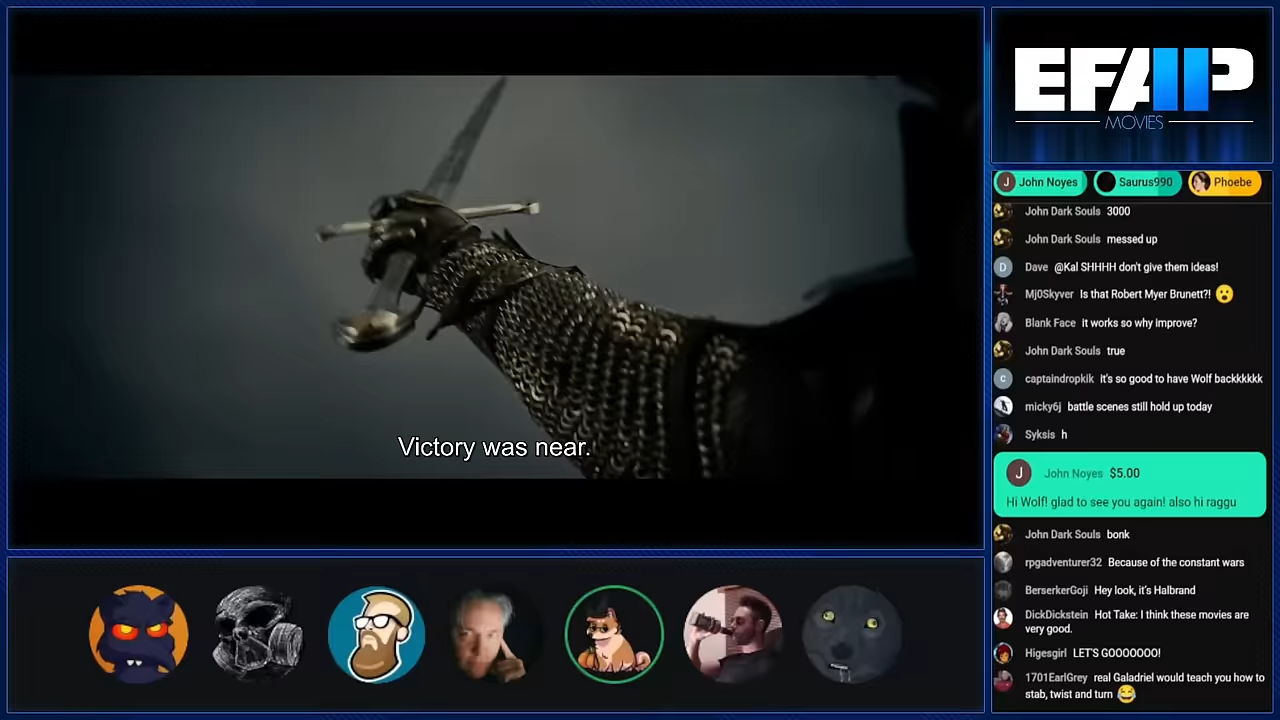 Victory was near.
EFAP
MOVIES
J John Noyes Saurus990 Phoebe
John Dark Souls 3000
John Dark Souls messed up
D Dave @Kal SHHHH don't give them ideas!
Mj0Skyver Is that Robert Myer Brunett?! 😮
Blank Face it works so why improve?
John Dark Souls true
c captaindropkik it's so good to have Wolf backkkkkk
micky6j battle scenes still hold up today
Syksis h
J John Noyes $5.00
Hi Wolf! glad to see you again! also hi raggu
John Dark Souls bonk
rpgadventurer32 Because of the constant wars
BerserkerGoji Hey look, it's Halbrand
DickDickstein Hot Take: I think these movies are
very good.
Higesgirl LET'S GOOOOOO!
1701EarlGrey real Galadriel would teach you how to
stab, twist and turn 😂